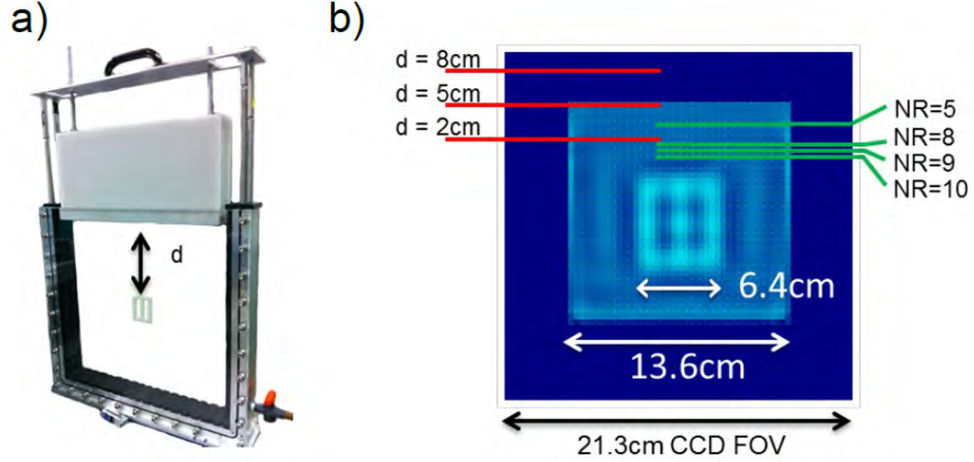 a)
b)
d
d = 8cm
d = 5cm
d = 2cm
NR=5
NR=8
NR=9
NR=10
6.4cm
13.6cm
21.3cm CCD FOV